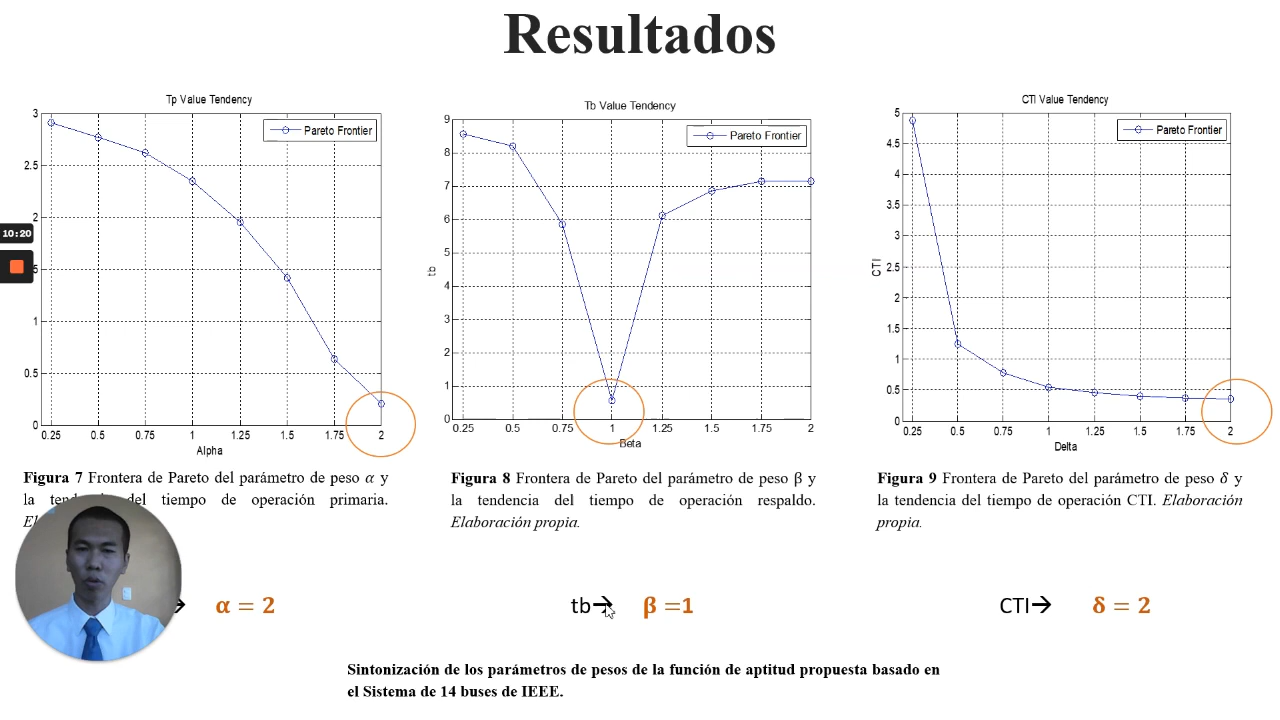 Resultados
Tp Value Tendency
Pareto Frontier
3
2.5
2
5
1
0.5
0
0.25 0.5 0.75 1 1.25 1.5 1.75 2
Alpha
Tb Value Tendency
Pareto Frontier
9
8
7
6
5
4
3
2
1
0
tb
0.25 0.5 0.75 1 1.25 1.5 1.75 2
Beta
CTI Value Tendency
Pareto Frontier
5
4.5
4
3.5
3
2.5
2
1.5
1
0.5
0
CTI
0.25 0.5 0.75 1 1.25 1.5 1.75 2
Delta
10:20
Figura 7 Frontera de Pareto del parámetro de peso α y
la del tiempo de operación primaria.
Figura 8 Frontera de Pareto del parámetro de peso β y
la tendencia del tiempo de operación respaldo.
Elaboración propia.
Figura 9 Frontera de Pareto del parámetro de peso δ y
la tendencia del tiempo de operación CTI. Elaboración
propia.
→ α = 2
tb→ β =1
CTI→ δ = 2
Sintonización de los parámetros de pesos de la función de aptitud propuesta basado en
el Sistema de 14 buses de IEEE.